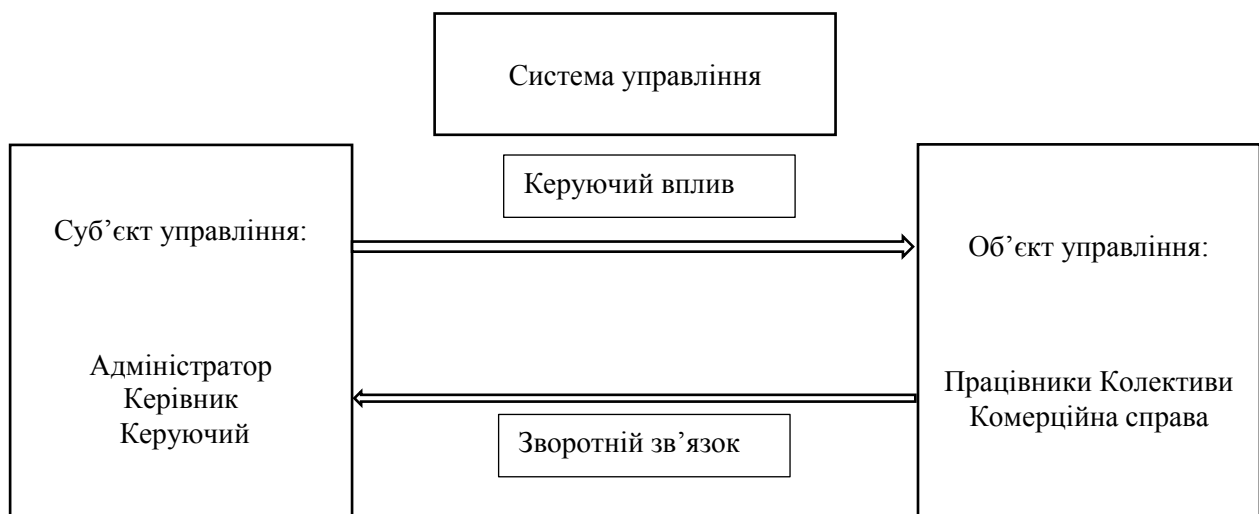 Система управління
Керуючий вплив
Суб’єкт управління:
Об’єкт управління:
Адміністратор
Керівник
Керуючий
Працівники Колективи
Комерційна справа
Зворотній зв’язок